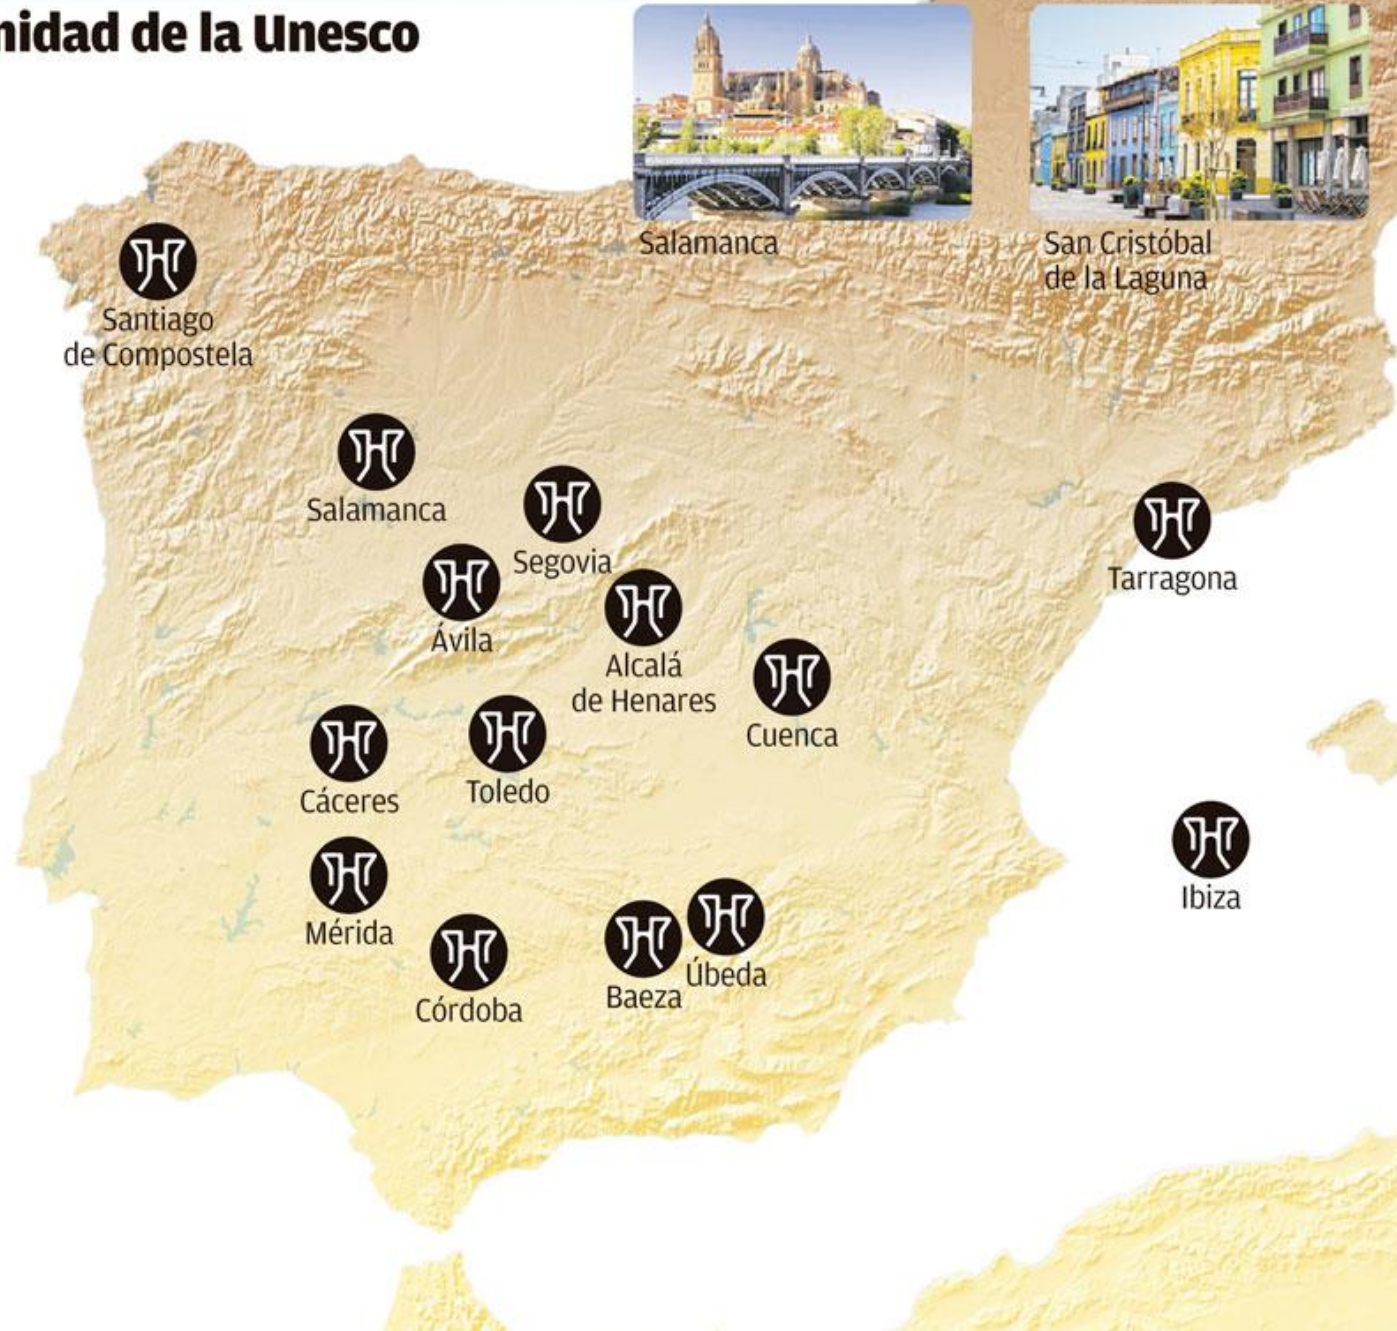 nidad de la Unesco
Salamanca
San Cristóbal
de la Laguna
Santiago
de Compostela
Salamanca
Segovia
Tarragona
Ávila
Alcalá
de Henares
Cuenca
Cáceres
Toledo
Ibiza
Mérida
Córdoba
Baeza
Úbeda